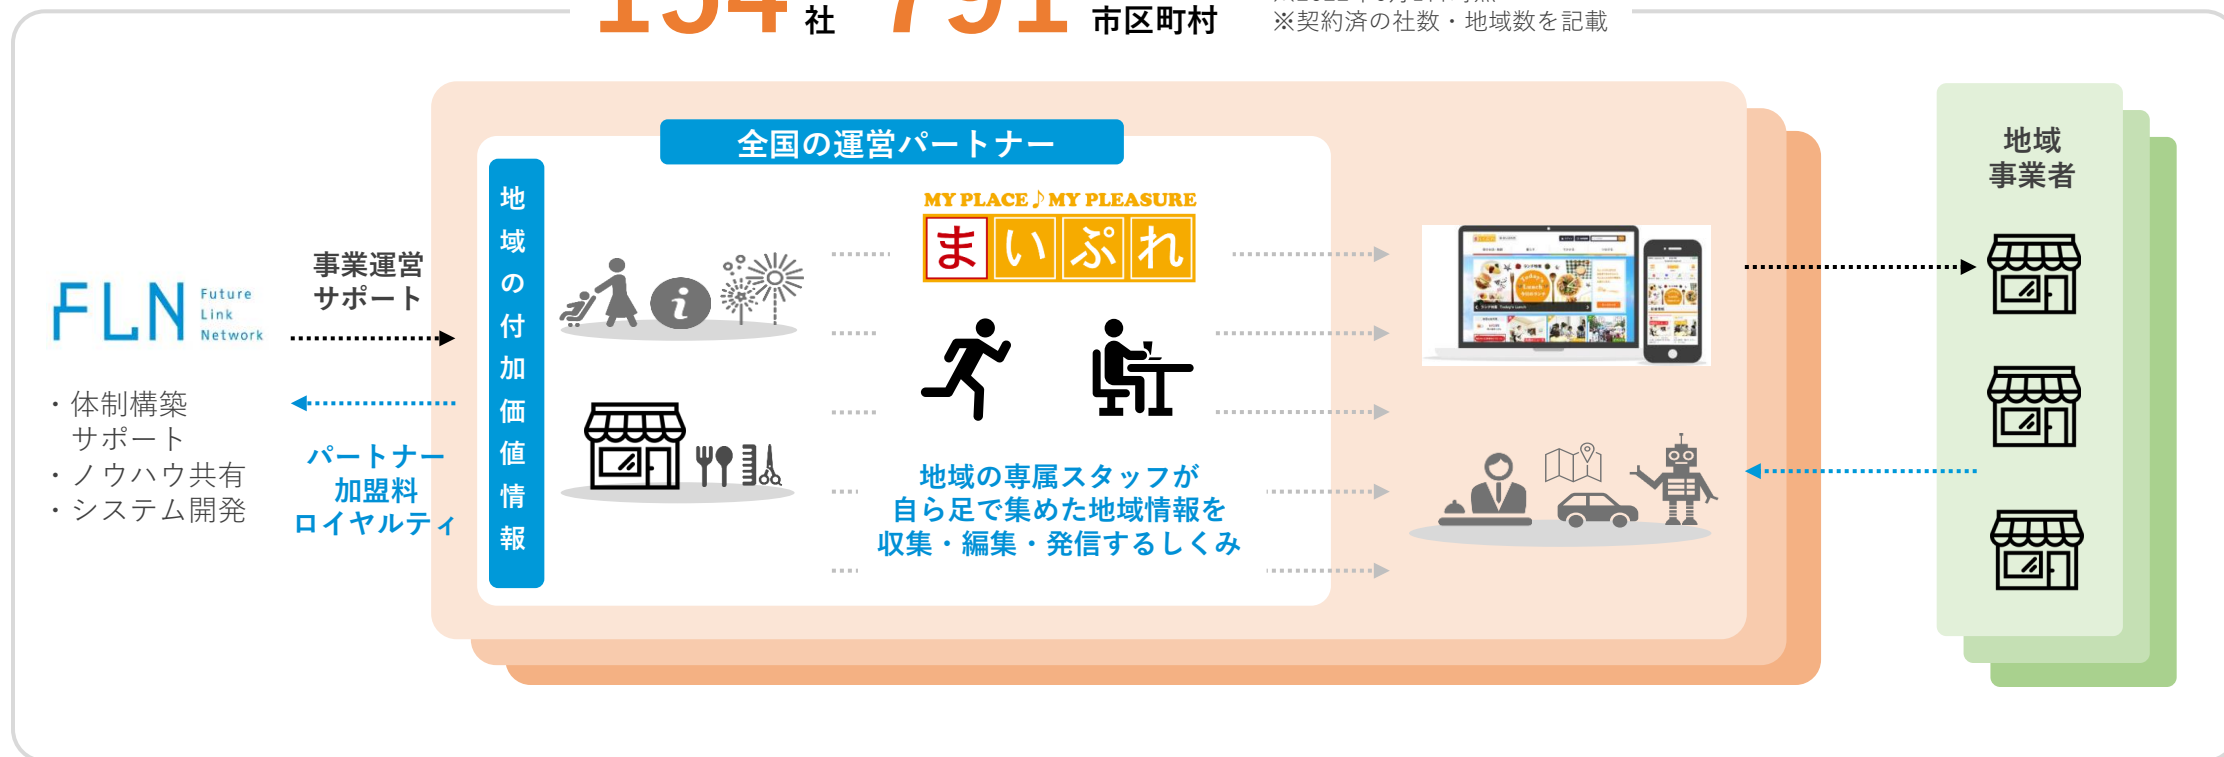 154 社 791 市区町村
※契約済の社数・地域数を記載
全国の運営パートナー
地域の付加価値情報
MY PLACE♪MY PLEASURE
まいぷれ
地域の専属スタッフが
自ら足で集めた地域情報を
収集・編集・発信するしくみ
FLN
Future
Link
Network
事業運営
サポート
・体制構築
サポート
・ノウハウ共有
・システム開発
パートナー
加盟料
ロイヤルティ
地域
事業者